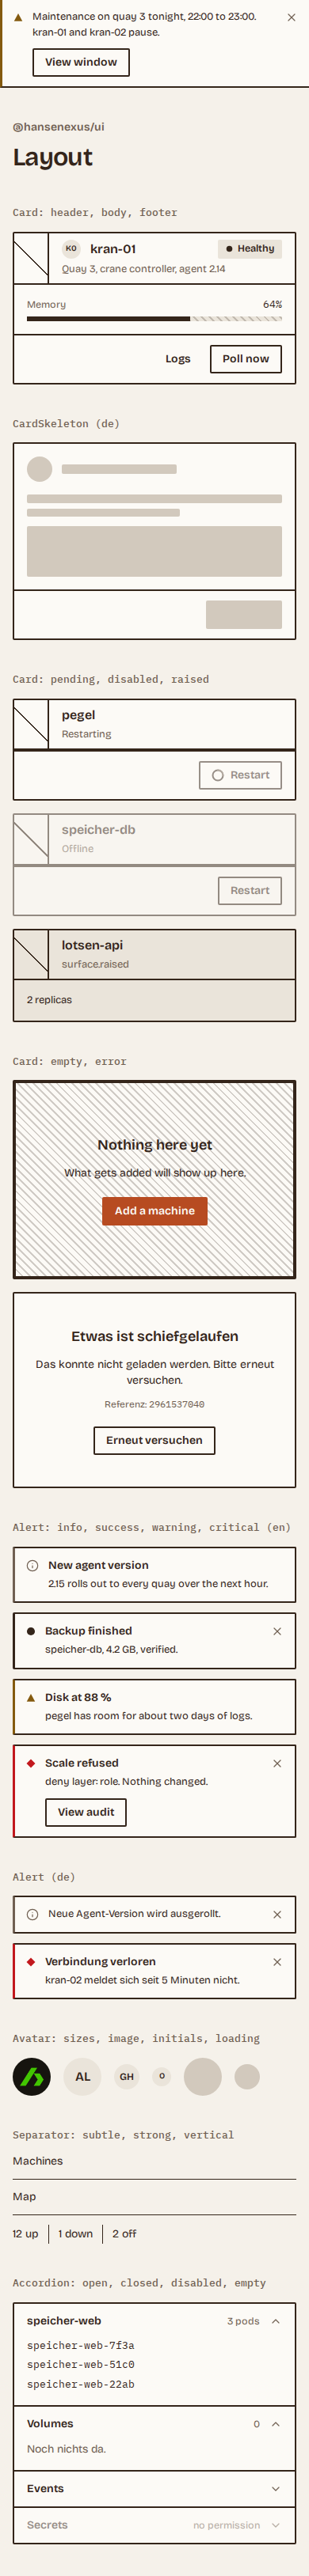 Maintenance on quay 3 tonight, 22:00 to 23:00.
kran-01 and kran-02 pause.
View window
@hansenexus/ui
Layout
Card: header, body, footer
K0
kran-01
Healthy
Quay 3, crane controller, agent 2.14
Memory
64%
Logs
Poll now
CardSkeleton (de)
Card: pending, disabled, raised
pegel
Restarting
Restart
speicher-db
Offline
Restart
lotsen-api
surface.raised
2 replicas
Card: empty, error
Nothing here yet
What gets added will show up here.
Add a machine
Etwas ist schiefgelaufen
Das konnte nicht geladen werden. Bitte erneut
versuchen.
Referenz: 2961537040
Erneut versuchen
Alert: info, success, warning, critical (en)
New agent version
2.15 rolls out to every quay over the next hour.
Backup finished
speicher-db, 4.2 GB, verified.
Disk at 88 %
pegel has room for about two days of logs.
Scale refused
deny layer: role. Nothing changed.
View audit
Alert (de)
Neue Agent-Version wird ausgerollt.
Verbindung verloren
kran-02 meldet sich seit 5 Minuten nicht.
Avatar: sizes, image, initials, loading
AL
GH
0
Separator: subtle, strong, vertical
Machines
Map
12 up
1 down
2 off
Accordion: open, closed, disabled, empty
speicher-web
3 pods
speicher-web-7f3a
speicher-web-51c0
speicher-web-22ab
Volumes
0
Noch nichts da.
Events
Secrets
no permission